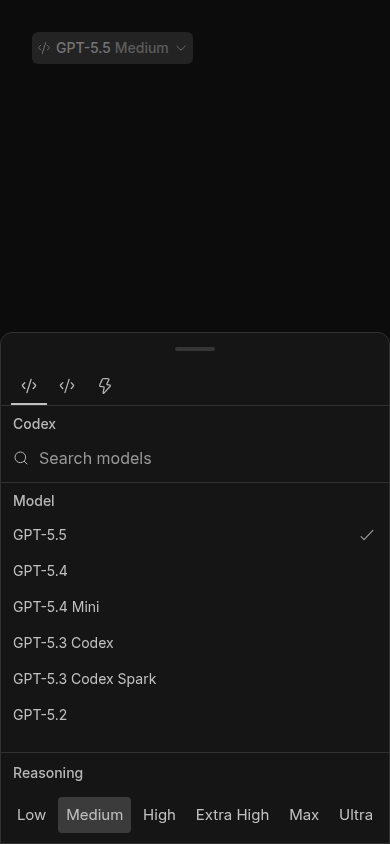 GPT-5.5 Medium
Codex
Search models
Model
GPT-5.5
GPT-5.4
GPT-5.4 Mini
GPT-5.3 Codex
GPT-5.3 Codex Spark
GPT-5.2
Reasoning
Low Medium High Extra High Max Ultra